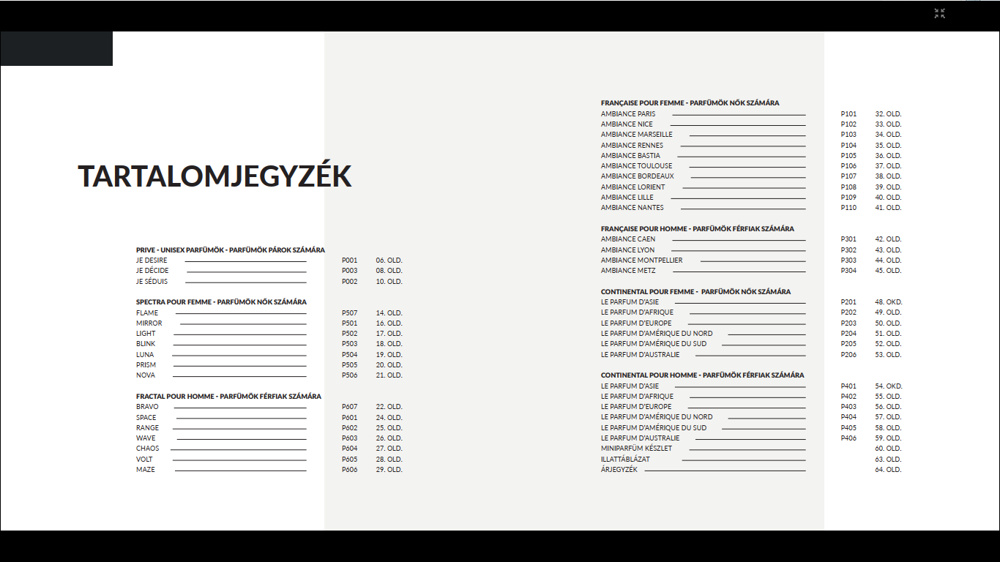 TARTALOMJEGYZÉK
PRIVE - UNISEX PARFÜMÖK - PARFÜMÖK PÁROK SZÁMÁRA
JE DESIRE P001 06. OLD.
JE DÉCIDE P003 08. OLD.
JE SÉDUIS P002 10. OLD.
SPECTRA POUR FEMME - PARFÜMÖK NŐK SZÁMÁRA
FLAME P507 14. OLD.
MIRROR P501 16. OLD.
LIGHT P502 17. OLD.
BLINK P503 18. OLD.
LUNA P504 19. OLD.
PRISM P505 20. OLD.
NOVA P506 21. OLD.
FRACTAL POUR HOMME - PARFÜMÖK FÉRFIAK SZÁMÁRA
BRAVO P607 22. OLD.
SPACE P601 24. OLD.
RANGE P602 25. OLD.
WAVE P603 26. OLD.
CHAOS P604 27. OLD.
VOLT P605 28. OLD.
MAZE P606 29. OLD.
FRANÇAISE POUR FEMME - PARFÜMÖK NŐK SZÁMÁRA
AMBIANCE PARIS P101 32. OLD.
AMBIANCE NICE P102 33. OLD.
AMBIANCE MARSEILLE P103 34. OLD.
AMBIANCE RENNES P104 35. OLD.
AMBIANCE BASTIA P105 36. OLD.
AMBIANCE TOULOUSE P106 37. OLD.
AMBIANCE BORDEAUX P107 38. OLD.
AMBIANCE LORIENT P108 39. OLD.
AMBIANCE LILLE P109 40. OLD.
AMBIANCE NANTES P110 41. OLD.
FRANÇAISE POUR HOMME - PARFÜMÖK FÉRFIAK SZÁMÁRA
AMBIANCE CAEN P301 42. OLD.
AMBIANCE LYON P302 43. OLD.
AMBIANCE MONTPELLIER P303 44. OLD.
AMBIANCE METZ P304 45. OLD.
CONTINENTAL POUR FEMME - PARFÜMÖK NŐK SZÁMÁRA
LE PARFUM D'ASIE P201 48. OKD.
LE PARFUM D'AFRIQUE P202 49. OLD.
LE PARFUM D'EUROPE P203 50. OLD.
LE PARFUM D'AMÉRIQUE DU NORD P204 51. OLD.
LE PARFUM D'AMÉRIQUE DU SUD P205 52. OLD.
LE PARFUM D'AUSTRALIE P206 53. OLD.
CONTINENTAL POUR HOMME - PARFÜMÖK FÉRFIAK SZÁMÁRA
LE PARFUM D'ASIE P401 54. OKD.
LE PARFUM D'AFRIQUE P402 55. OLD.
LE PARFUM D'EUROPE P403 56. OLD.
LE PARFUM D'AMÉRIQUE DU NORD P404 57. OLD.
LE PARFUM D'AMÉRIQUE DU SUD P405 58. OLD.
LE PARFUM D'AUSTRALIE P406 59. OLD.
MINIPARFÜM KÉSZLET 60. OLD.
ILLATTÁBLÁZAT 63. OLD.
ÁRJEGYZÉK 64. OLD.